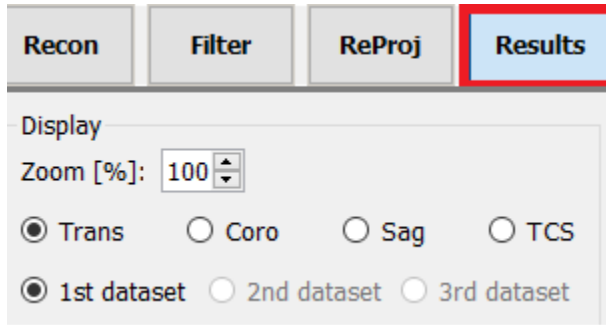 Recon Filter ReProj Results
Display
Zoom [%]: 100
Trans Coro Sag TCS
1st dataset 2nd dataset 3rd dataset